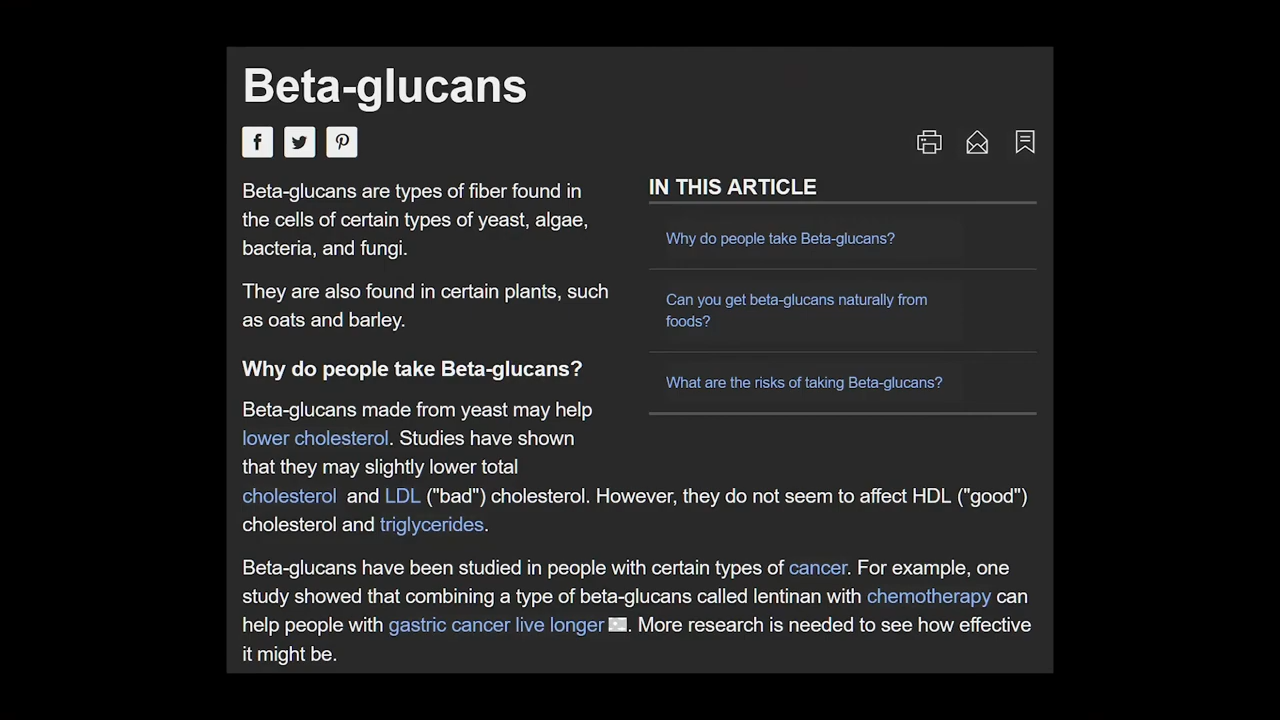 Beta-glucans
Beta-glucans are types of fiber found in
the cells of certain types of yeast, algae,
bacteria, and fungi.
They are also found in certain plants, such
as oats and barley.
Why do people take Beta-glucans?
Beta-glucans made from yeast may help
lower cholesterol. Studies have shown
that they may slightly lower total
cholesterol and LDL ("bad") cholesterol. However, they do not seem to affect HDL ("good")
cholesterol and triglycerides.
Beta-glucans have been studied in people with certain types of cancer. For example, one
study showed that combining a type of beta-glucans called lentinan with chemotherapy can
help people with gastric cancer live longer. More research is needed to see how effective
it might be.
IN THIS ARTICLE
Why do people take Beta-glucans?
Can you get beta-glucans naturally from
foods?
What are the risks of taking Beta-glucans?